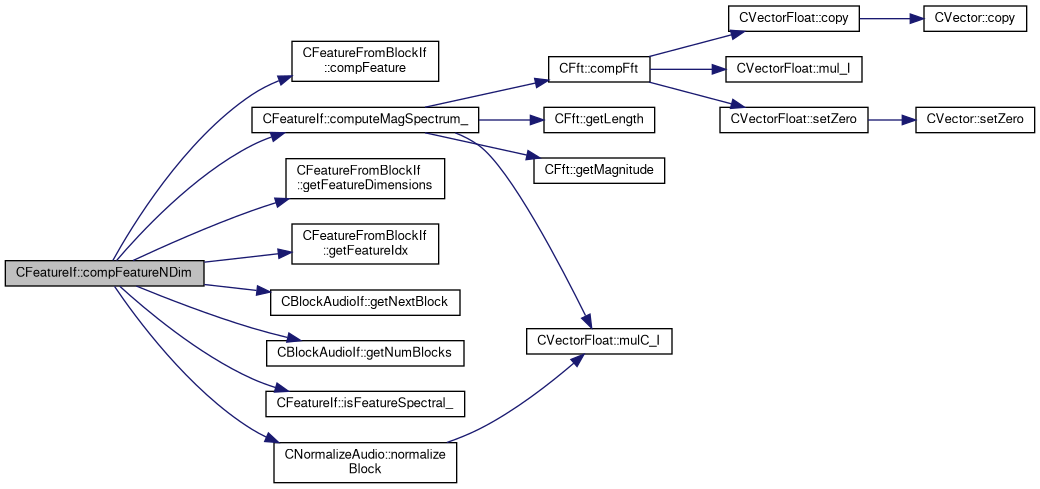 CFeatureIf::compFeatureNDim
CFeatureFromBlockIf
::compFeature
CFeatureIf::computeMagSpectrum_
CFeatureFromBlockIf
::getFeatureDimensions
CFeatureFromBlockIf
::getFeatureIdx
CBlockAudioIf::getNextBlock
CBlockAudioIf::getNumBlocks
CFeatureIf::isFeatureSpectral_
CNormalizeAudio::normalize
Block
CFft::compFft
CFft::getLength
CFft::getMagnitude
CVectorFloat::mulC_I
CVectorFloat::copy
CVectorFloat::mul_I
CVectorFloat::setZero
CVector::copy
CVector::setZero